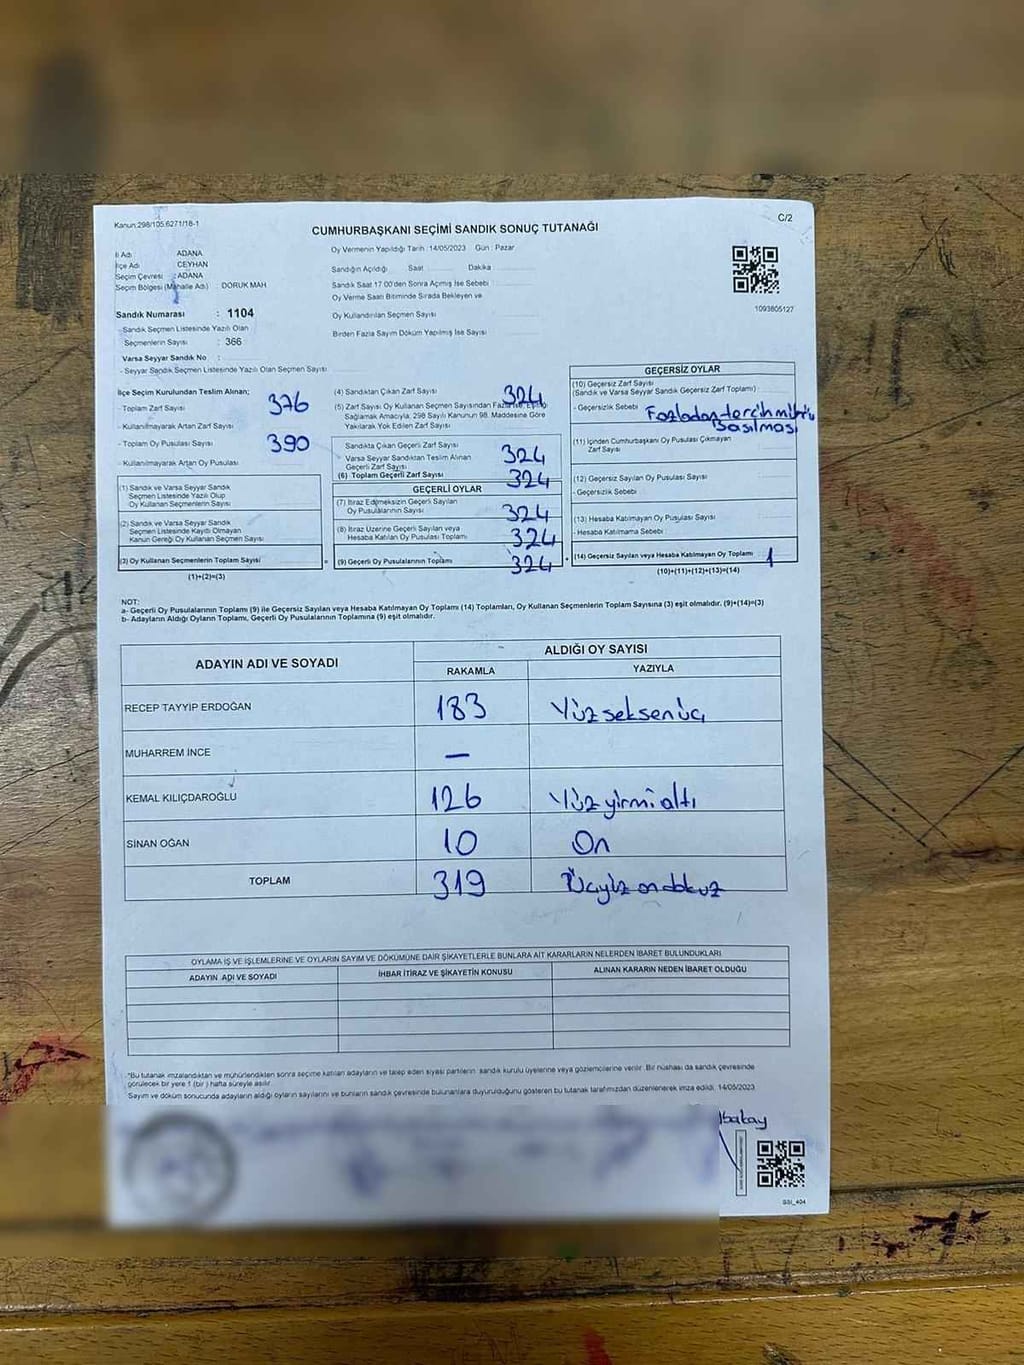 Kanun:298/105.6271/18-1
C/2
CUMHURBAŞKANI SEÇİMİ SANDIK SONUÇ TUTANAĞI
İl Adı : ADANA
İlçe Adı : CEYHAN
Seçim Çevresi : ADANA
Seçim Bölgesi (Mahalle Adı) : DORUK MAH
Sandık Numarası : 1104
- Sandık Seçmen Listesinde Yazılı Olan
Seçmenlerin Sayısı : 366
Varsa Seyyar Sandık No :
- Seyyar Sandık Seçmen Listesinde Yazılı Olan Seçmen Sayısı
Oy Vermenin Yapıldığı Tarih : 14/05/2023 Gün : Pazar
Sandığın Açıldığı Saat Dakika
Sandık Saat 17 00'den Sonra Açmış İse Sebebi
Oy Verme Saati Bitiminde Sırada Bekleyen ve
Oy Kullandırılan Seçmen Sayısı
Birden Fazla Sayım Döküm Yapılmış İse Sayısı
1093805127
İlçe Seçim Kurulundan Teslim Alınan;
- Toplam Zarf Sayısı 376
- Kullanılmayarak Artan Zarf Sayısı
- Toplam Oy Pusulası Sayısı 390
- Kullanılmayarak Artan Oy Pusulası
(1) Sandık ve Varsa Seyyar Sandık
Seçmen Listesinde Yazılı Olup
Oy Kullanan Seçmenlerin Sayısı
(2) Sandık ve Varsa Seyyar Sandık
Seçmen Listesinde Kayıtlı Olmayan
Kanun Gereği Oy Kullanan Seçmen Sayısı
(3) Oy Kullanan Seçmenlerin Toplam Sayısı
(1)+(2)=(3)
(4) Sandıktan Çıkan Zarf Sayısı 324
(5) Zarf Sayısı Oy Kullanan Seçmen Sayısından Fazla İse, Eşitliği
Sağlamak Amacıyla, 298 Sayılı Kanunun 98. Maddesine Göre
Yakılarak Yok Edilen Zarf Sayısı
Sandıkta Çıkan Geçerli Zarf Sayısı
Varsa Seyyar Sandıktan Teslim Alınan 324
Geçerli Zarf Sayısı
(6) Toplam Geçerli Zarf Sayısı 324
GEÇERLİ OYLAR
(7) İtiraz Edilmeksizin Geçerli Sayılan
Oy Pusulalarının Sayısı 324
(8) İtiraz Üzerine Geçerli Sayılan veya
Hesaba Katılan Oy Pusulası Toplamı 324
(9) Geçerli Oy Pusulalarının Toplamı 324
GEÇERSİZ OYLAR
(10) Geçersiz Zarf Sayısı
(Sandık ve Varsa Seyyar Sandık Geçersiz Zarf Toplamı)
- Geçersizlik Sebebi Fazladan tercih
Basılması
(11) İçinden Cumhurbaşkanı Oy Pusulası Çıkmayan
Zarf Sayısı
(12) Geçersiz Sayılan Oy Pusulası Sayısı
- Geçersizlik Sebebi
(13) Hesaba Katılmayan Oy Pusulası Sayısı
- Hesaba Katılmama Sebebi
(14) Geçersiz Sayılan veya Hesaba Katılmayan Oy Toplamı 1
(10)+(11)+(12)+(13)=(14)
NOT:
a- Geçerli Oy Pusulalarının Toplamı (9) ile Geçersiz Sayılan veya Hesaba Katılmayan Oy Toplamı (14) Toplamları, Oy Kullanan Seçmenlerin Toplam Sayısına (3) eşit olmalıdır. (9)+(14)=(3)
b- Adayların Aldığı Oyların Toplamı, Geçerli Oy Pusulalarının Toplamına (9) eşit olmalıdır.
ADAYIN ADI VE SOYADI
ALDIĞI OY SAYISI
RAKAMLA YAZIYLA
RECEP TAYYİP ERDOĞAN 183 Yüzseksenüç
MUHARREM İNCE —
KEMAL KILIÇDAROĞLU 126 Yüzyirmialtı
SİNAN OĞAN 10 On
TOPLAM 319 Üçyüz ondokuz
OYLAMA İŞ VE İŞLEMLERİNE VE OYLARIN SAYIM VE DÖKÜMÜNE DAİR ŞİKAYETLERLE BUNLARA AİT KARARLARIN NELERDEN İBARET BULUNDUKLARI
ADAYIN ADI VE SOYADI İHBAR İTİRAZ VE ŞİKAYETİN KONUSU ALINAN KARARIN NEDEN İBARET OLDUĞU
"Bu tutanak imzalandıktan ve mühürlendikten sonra seçime katılan adayların ve talep eden siyasi partilerin sandık kurulu üyelerine veya gözlemcilerine verilir. Bir nüshası da sandık çevresinde
görülecek bir yere 1 (bir ) hafta süreyle asılır.
Sayım ve döküm sonucunda adayların aldığı oyların sayılarını ve bunların sandık çevresinde bulunanlara duyurulduğunu gösteren bu tutanak tarafımızdan düzenlenerek imza edildi. 14/05/2023
SSİ_404